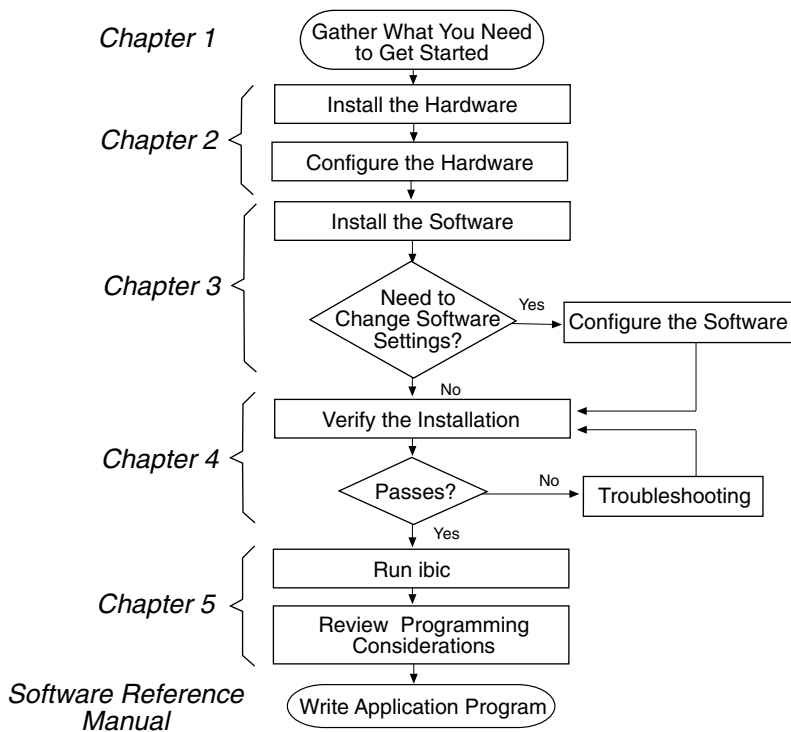 Chapter 1
Gather What You Need
to Get Started
Chapter 2
Install the Hardware
Configure the Hardware
Chapter 3
Install the Software
Need to
Change Software
Settings?
Yes
Configure the Software
No
Chapter 4
Verify the Installation
Passes?
No
Troubleshooting
Yes
Chapter 5
Run ibic
Review Programming
Considerations
Software Reference
Manual
Write Application Program